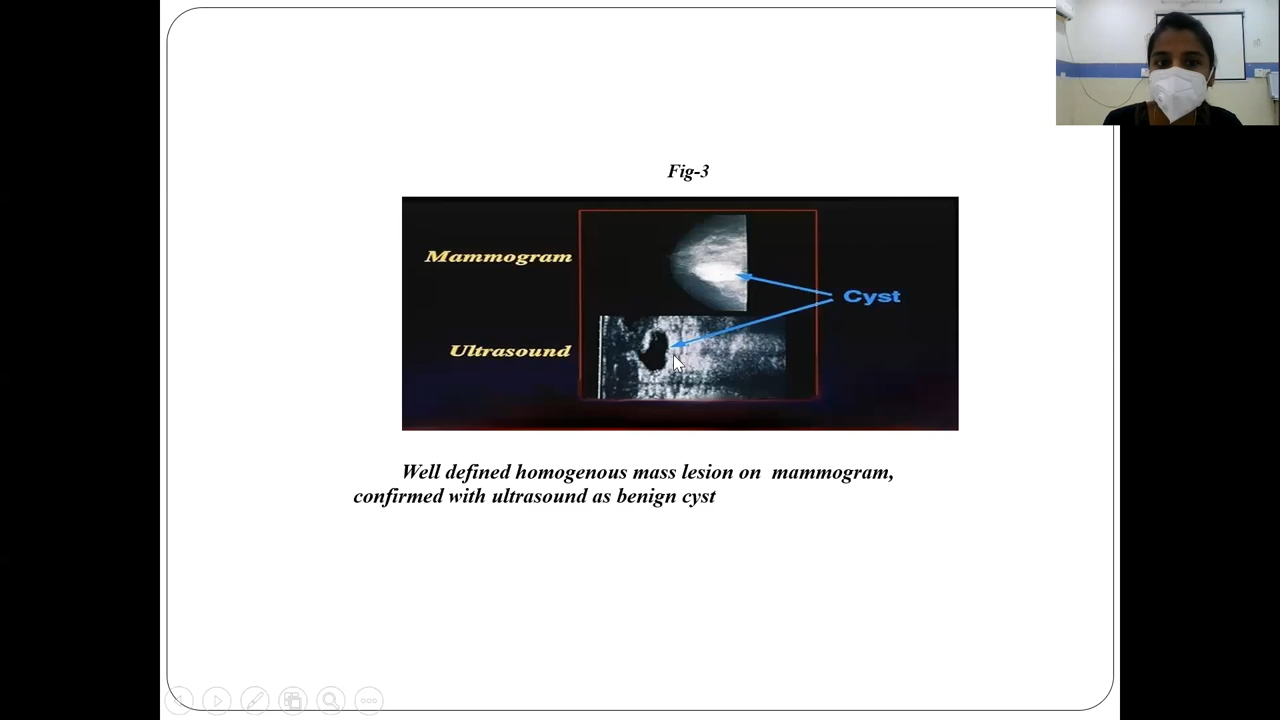 Fig-3
Mammogram
Cyst
Ultrasound
Well defined homogenous mass lesion on mammogram,
confirmed with ultrasound as benign cyst